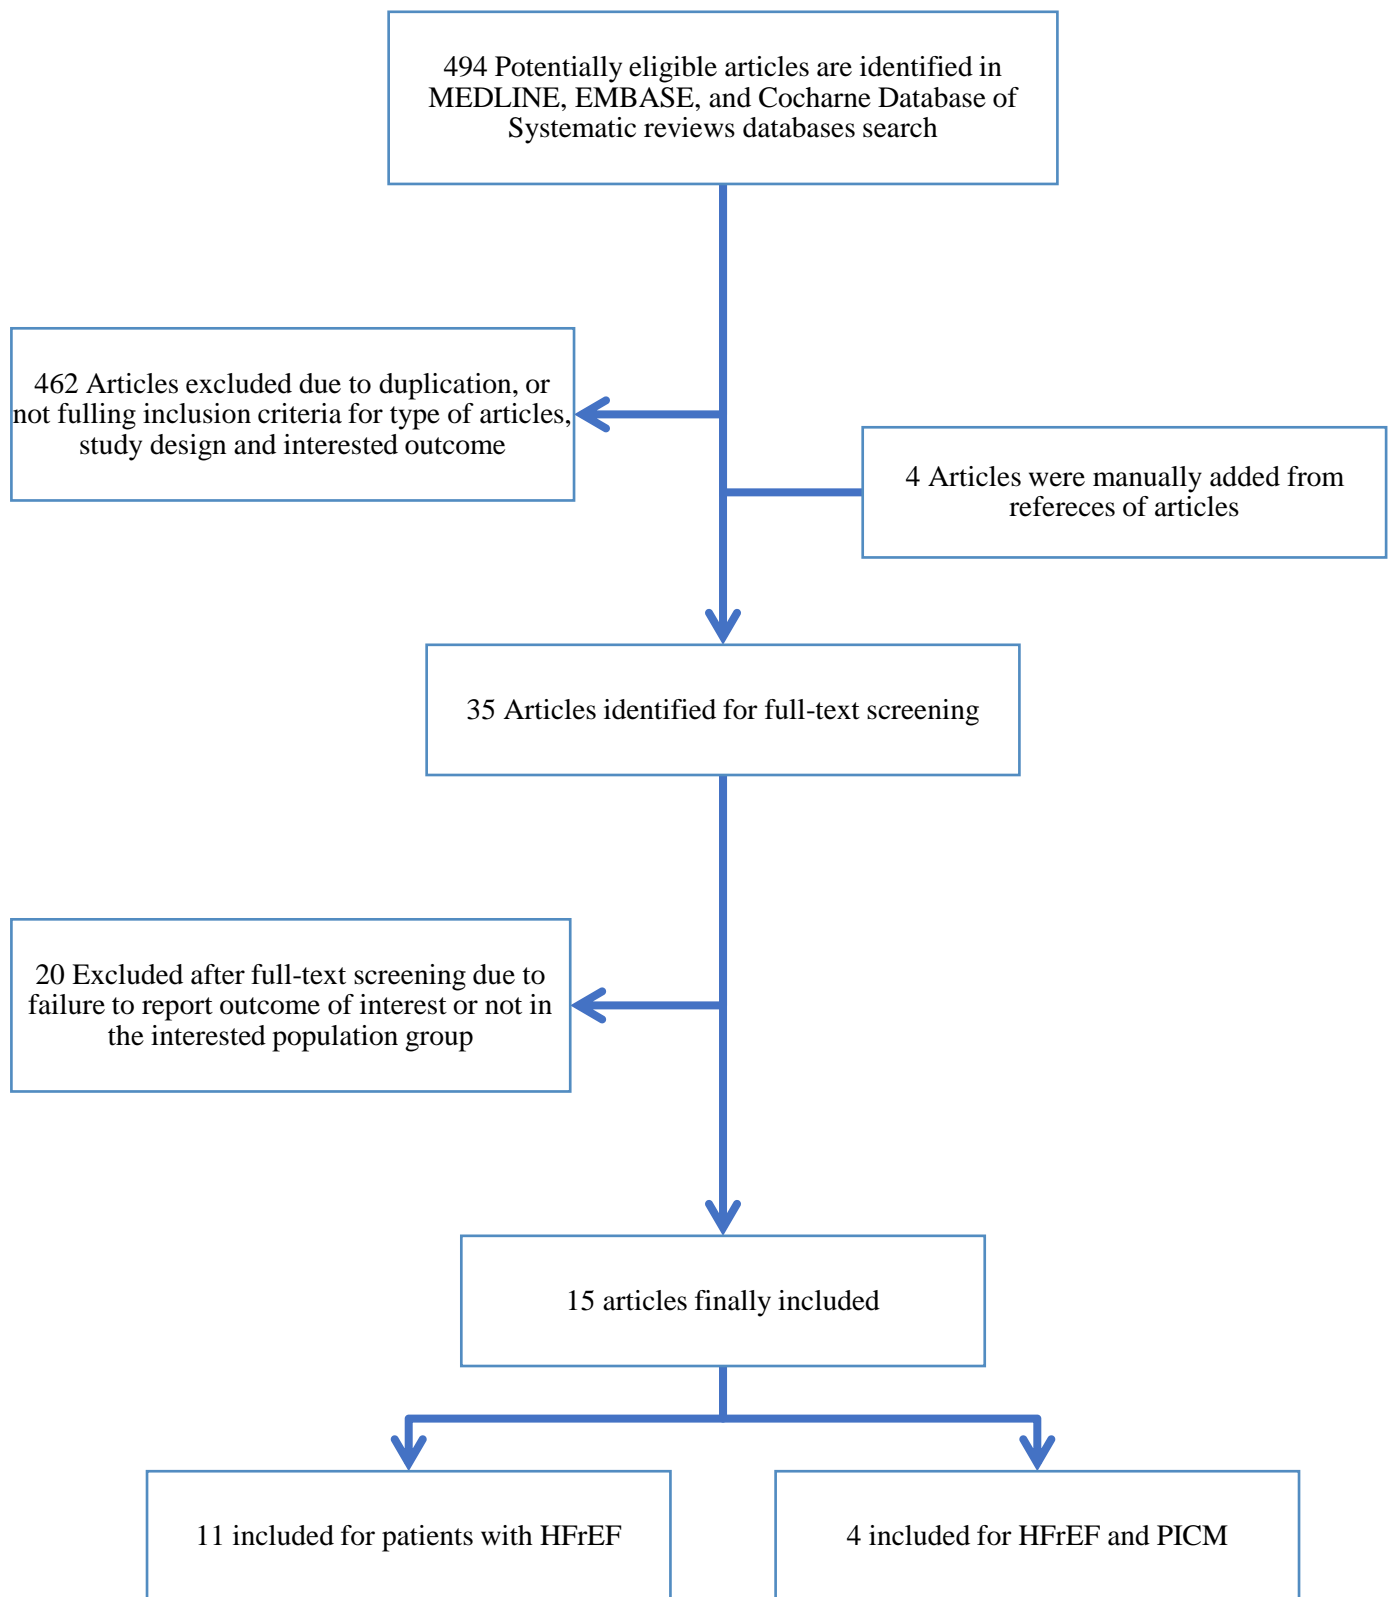 494 Potentially eligible articles are identified in
MEDLINE, EMBASE, and Cocharne Database of
Systematic reviews databases search
462 Articles excluded due to duplication, or
not fulling inclusion criteria for type of articles,
study design and interested outcome
4 Articles were manually added from
refereces of articles
35 Articles identified for full-text screening
20 Excluded after full-text screening due to
failure to report outcome of interest or not in
the interested population group
15 articles finally included
11 included for patients with HFrEF
4 included for HFrEF and PICM